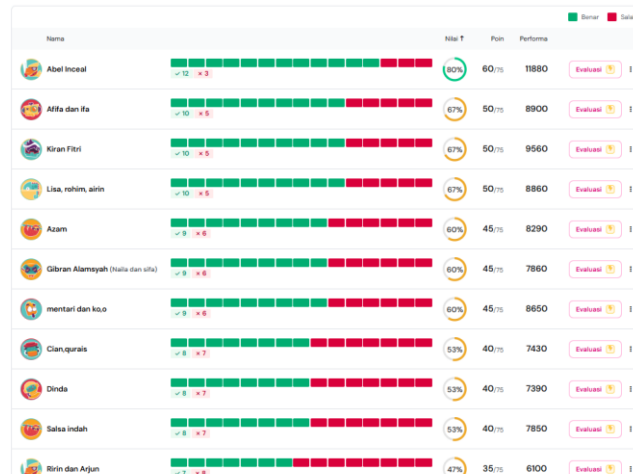 Benar Sala
Nama Nilai ↑ Poin Performa
Abel Inceal 80% 60/75 11880 Evaluasi
✓ 12 × 3
Afifa dan ifa 67% 50/75 8900 Evaluasi
✓ 10 × 5
Kiran Fitri 67% 50/75 9560 Evaluasi
✓ 10 × 5
Lisa, rohim, airin 67% 50/75 8860 Evaluasi
✓ 10 × 5
Azam 60% 45/75 8290 Evaluasi
✓ 9 × 6
Gibran Alamsyah (Naila dan sifa) 60% 45/75 7860 Evaluasi
✓ 9 × 6
mentari dan ko,o 60% 45/75 8650 Evaluasi
✓ 9 × 6
Cian,qurais 53% 40/75 7430 Evaluasi
✓ 8 × 7
Dinda 53% 40/75 7390 Evaluasi
✓ 8 × 7
Salsa indah 53% 40/75 7850 Evaluasi
✓ 8 × 7
Ririn dan Arjun 47% 35/75 6100 Evaluasi
✓ 7 × 8